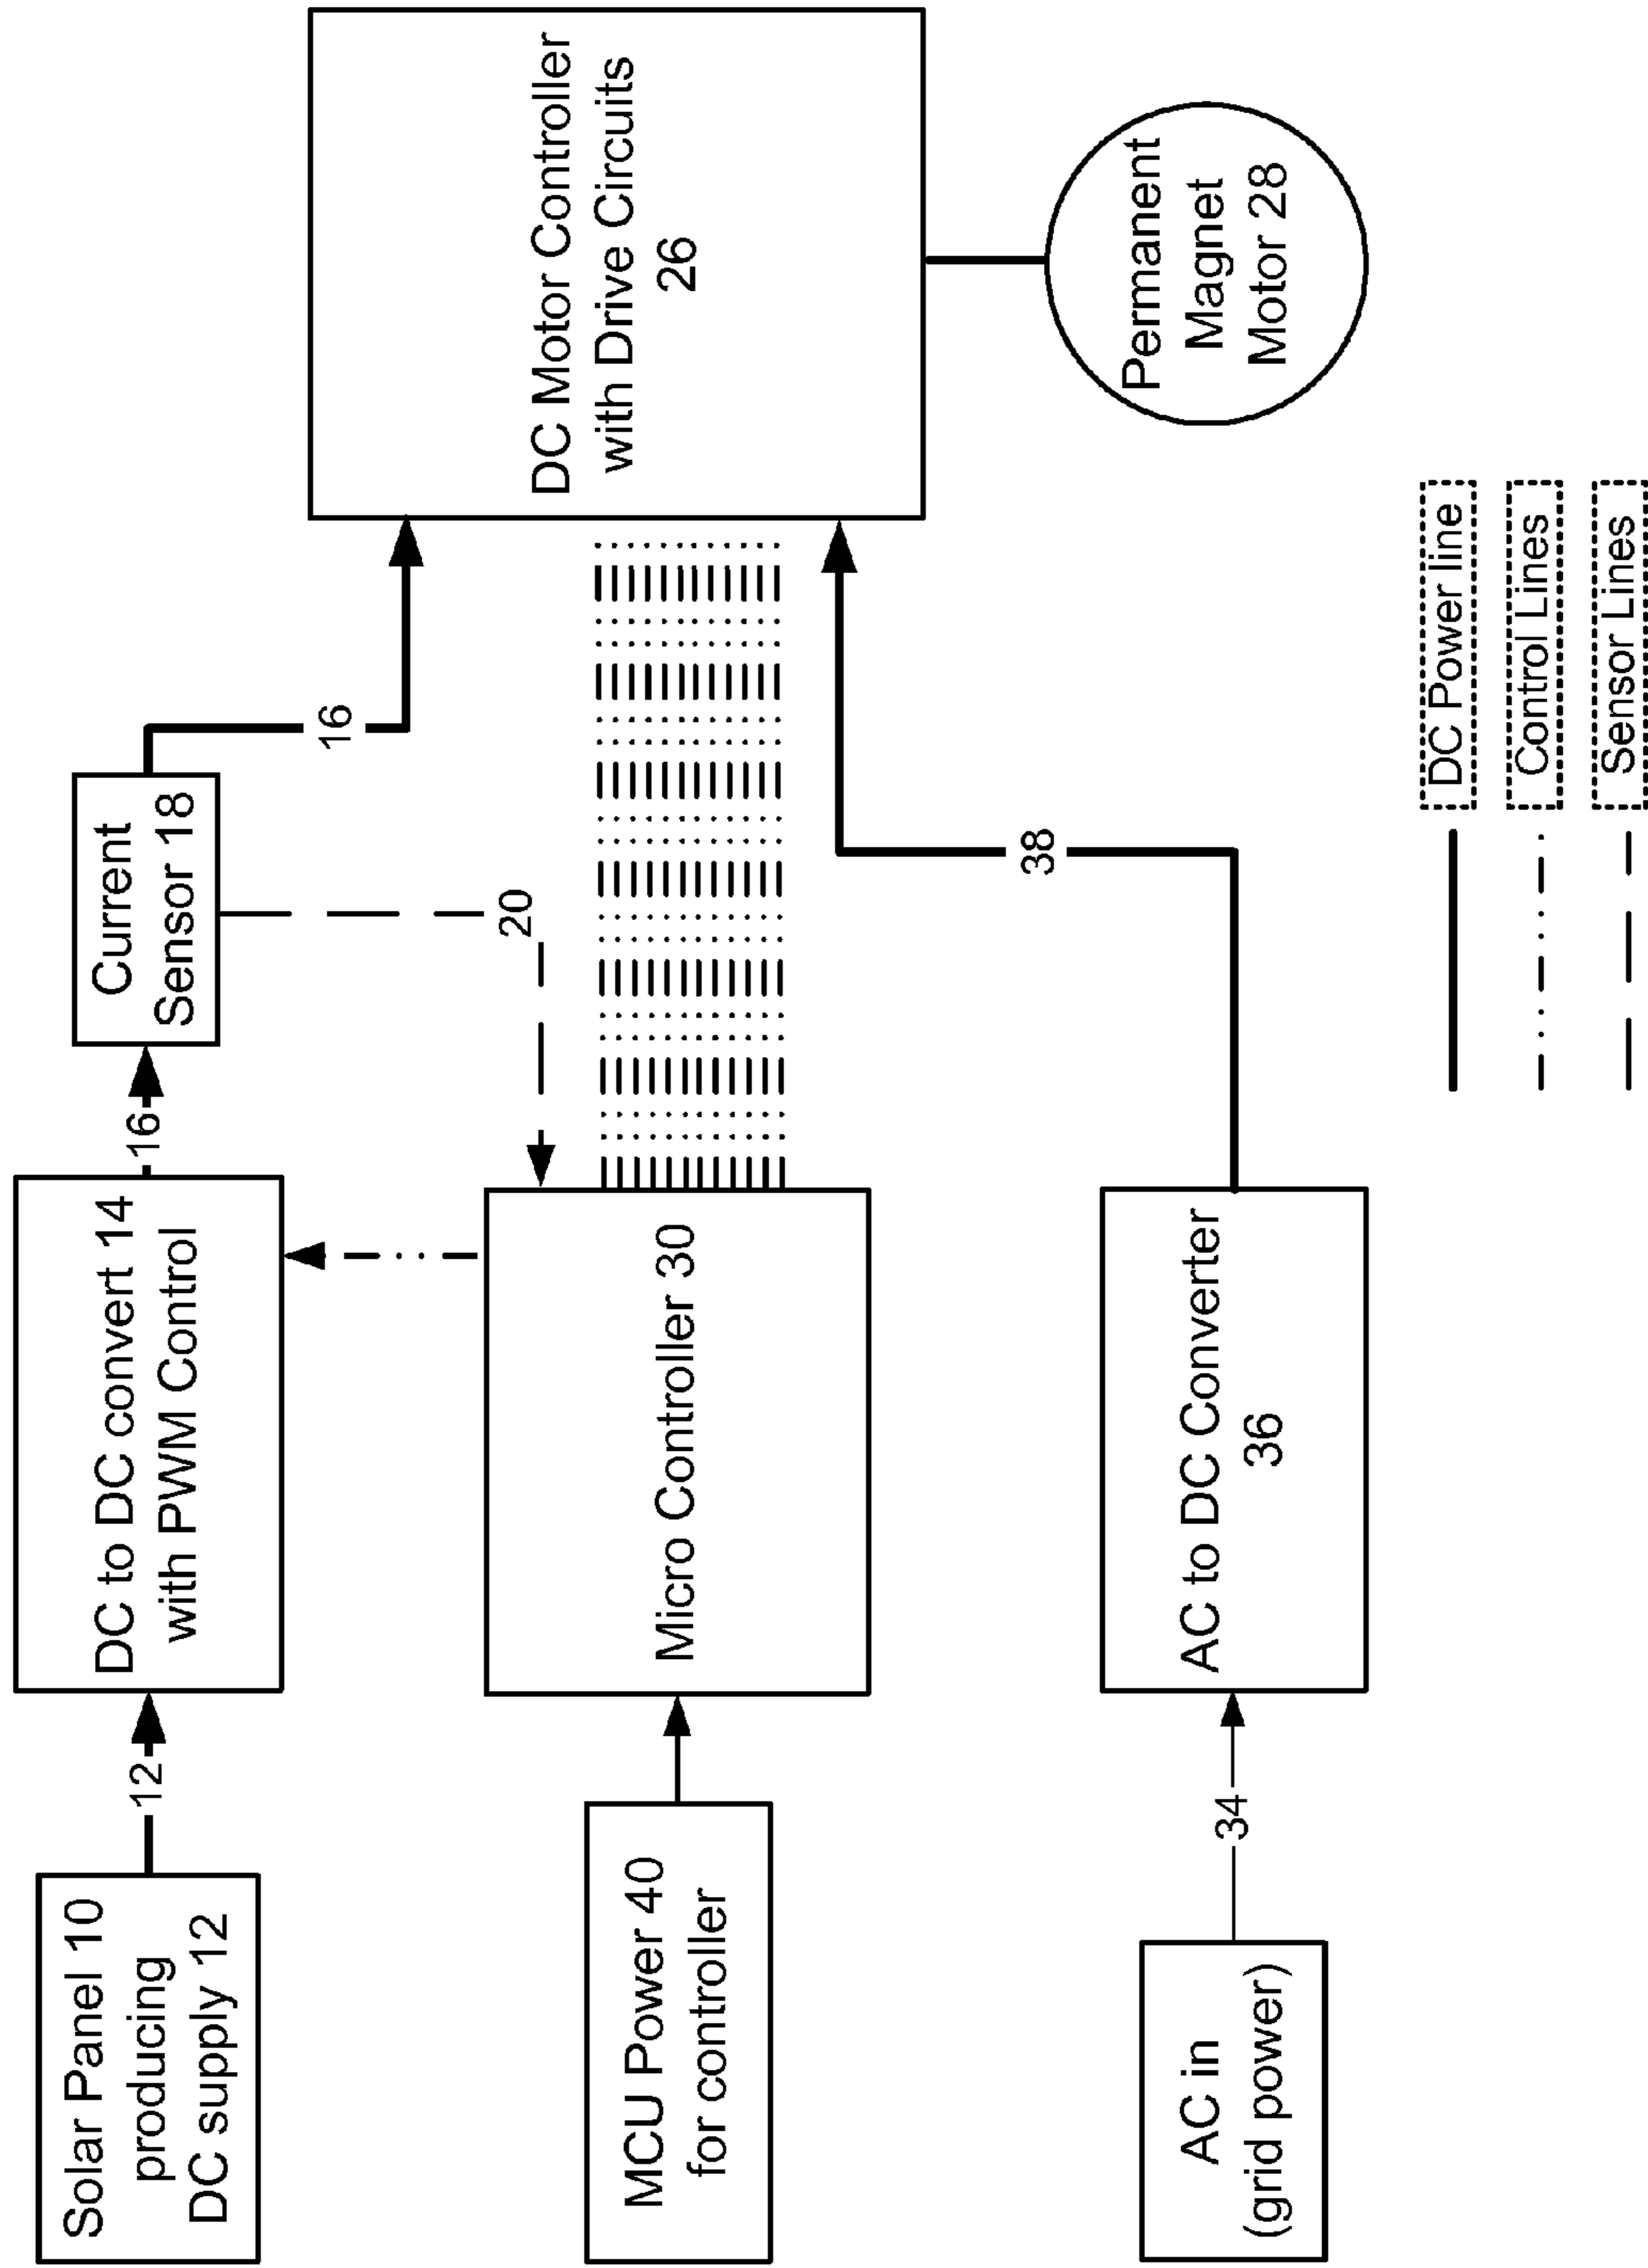 Solar Panel 10
producing
DC supply 12
12
DC to DC convert 14
with PWM Control
16
Current
Sensor 18
16
20
DC Motor Controller
with Drive Circuits
26
MCU Power 40
for controller
Micro Controller 30
38
Permanent
Magnet
Motor 28
AC in
(grid power)
34
AC to DC Converter
36
DC Power line
Control Lines
Sensor Lines